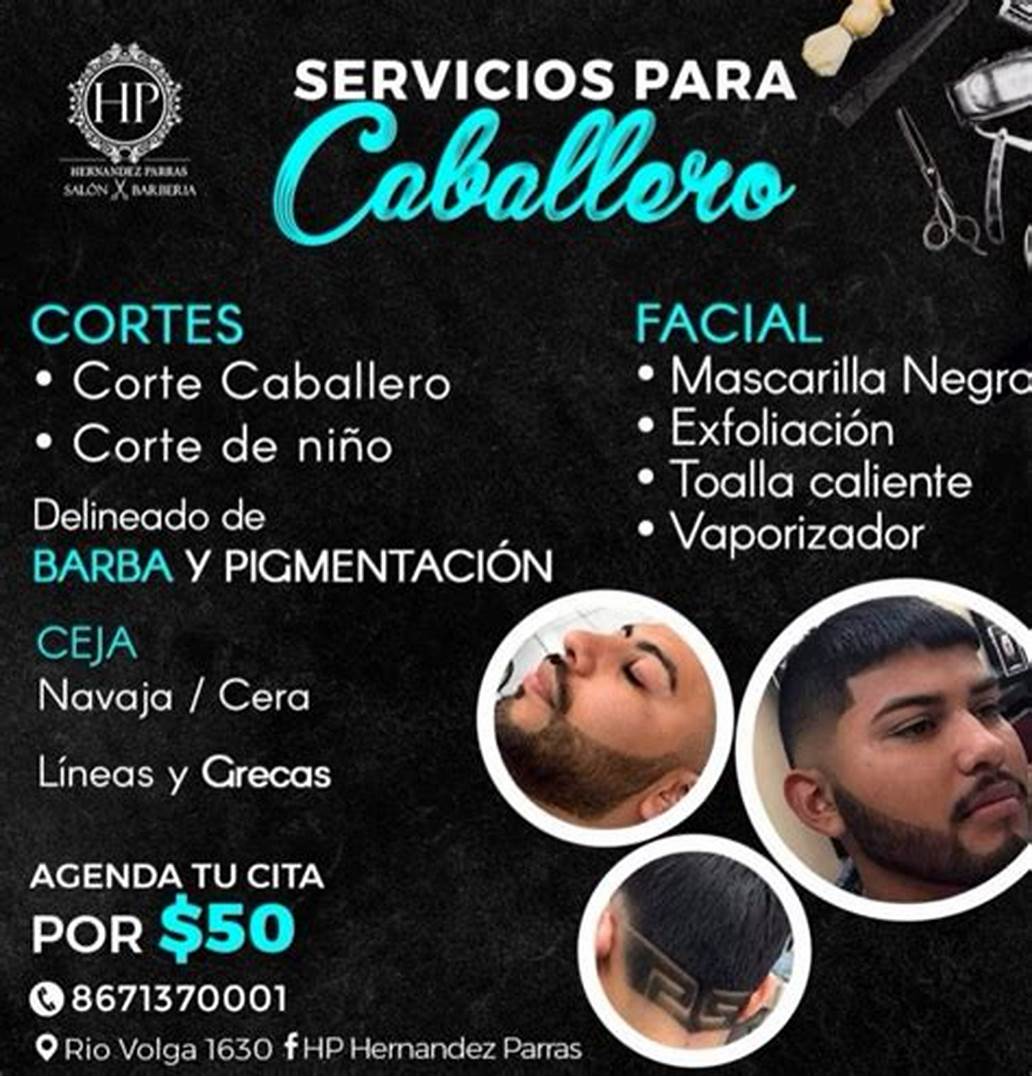 HP
HERNANDEZ PARRAS
SALÓN BARBERIA
SERVICIOS PARA
Caballero
CORTES
• Corte Caballero
• Corte de niño
Delineado de
BARBA Y PIGMENTACIÓN
CEJA
Navaja / Cera
Líneas y Grecas
FACIAL
• Mascarilla Negra
• Exfoliación
• Toalla caliente
• Vaporizador
AGENDA TU CITA
POR $50
8671370001
Rio Volga 1630 f HP Hernandez Parras